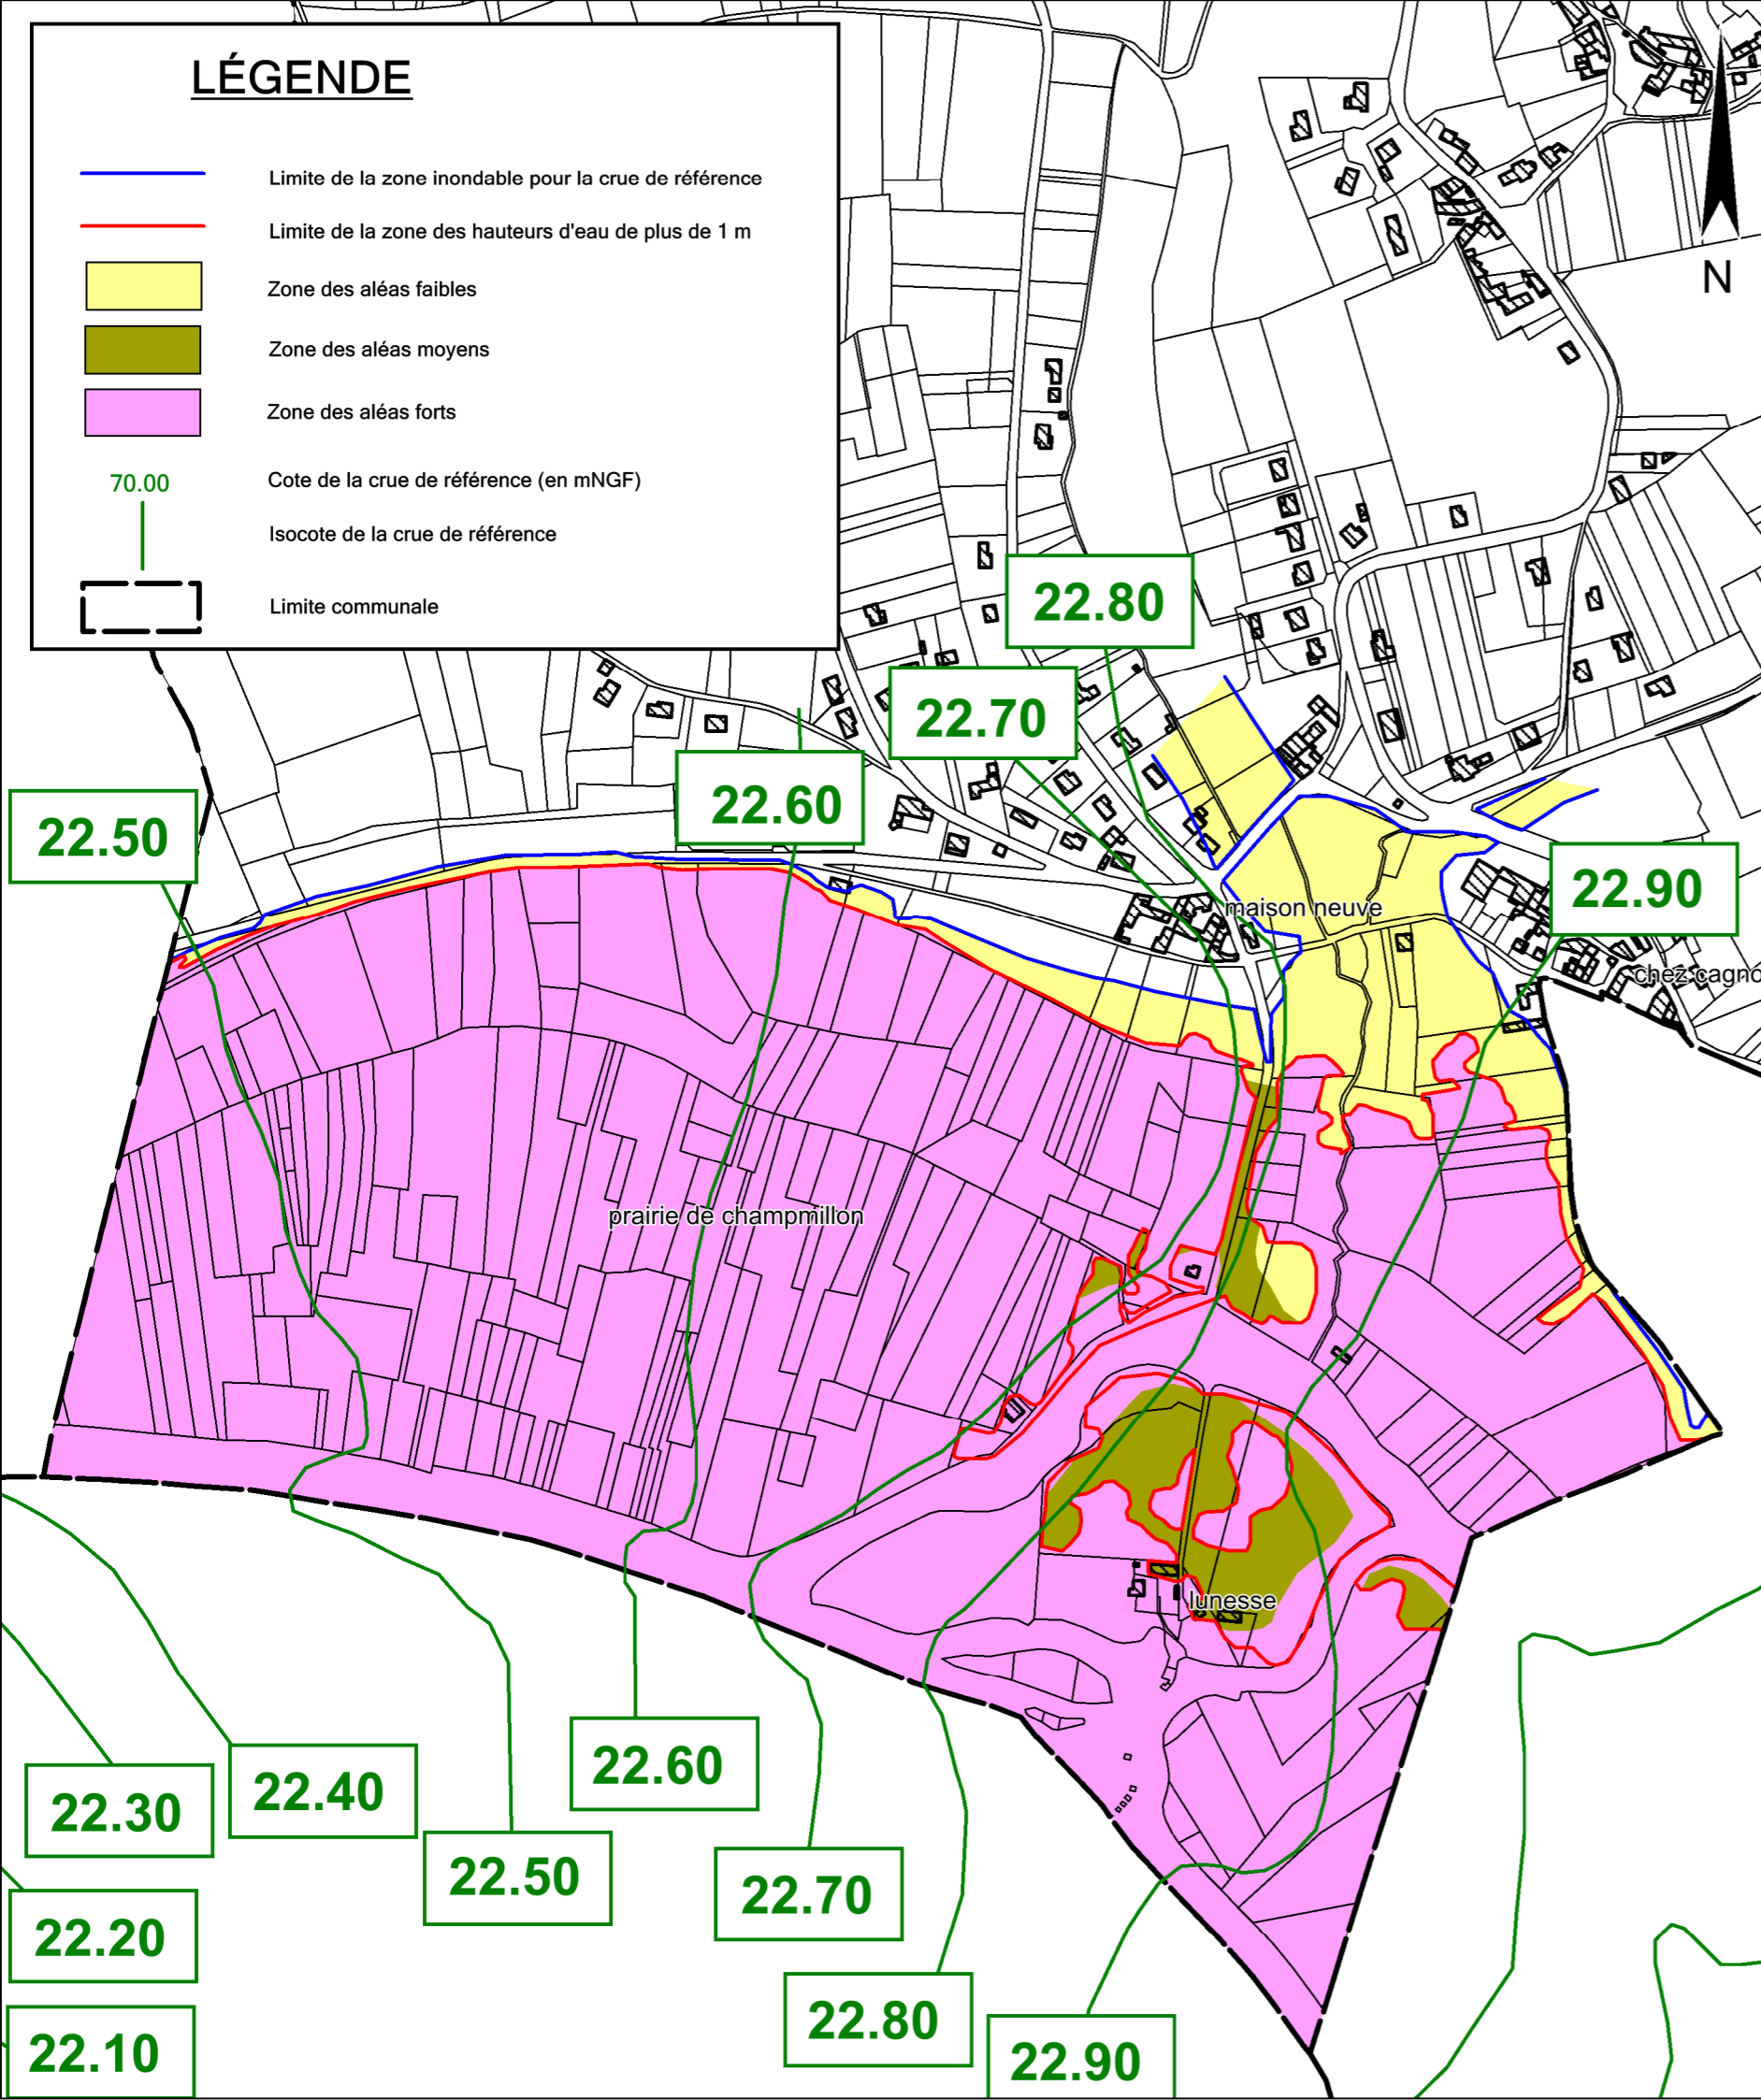 LÉGENDE
Limite de la zone inondable pour la crue de référence
Limite de la zone des hauteurs d'eau de plus de 1 m
Zone des aléas faibles
Zone des aléas moyens
Zone des aléas forts
70.00
Cote de la crue de référence (en mNGF)
Isocote de la crue de référence
Limite communale
N
22.80
22.70
22.60
22.50
22.90
maison neuve
chez cagno
prairie de champmillon
lunesse
22.60
22.40
22.30
22.50
22.70
22.20
22.80
22.10
22.90